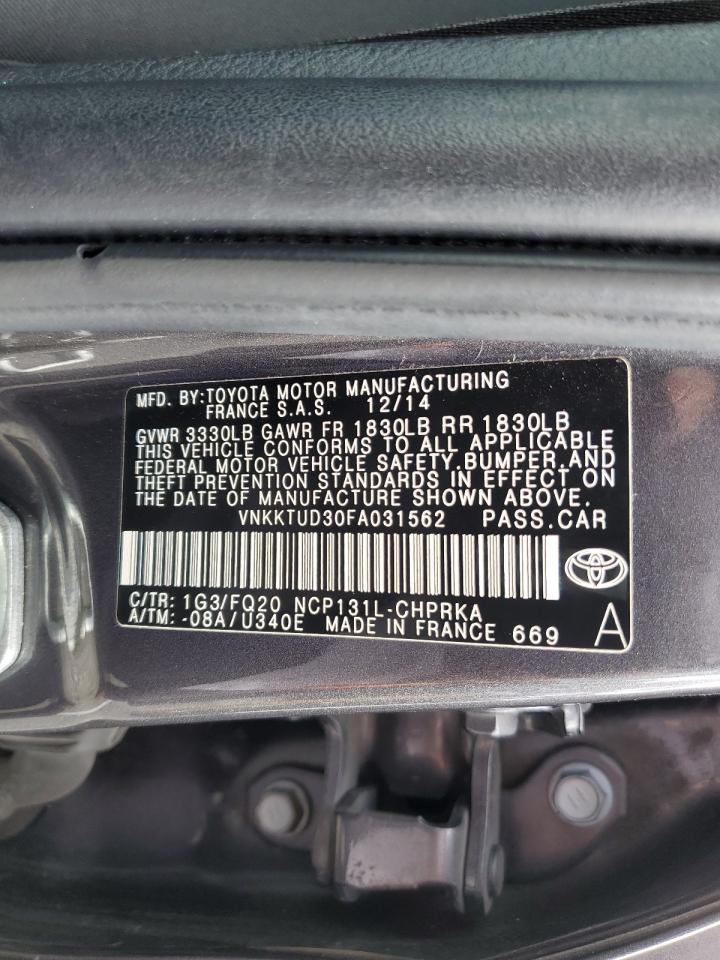 MFD. BY:TOYOTA MOTOR MANUFACTURING
FRANCE S.A.S. 12/14
GVWR 3330LB GAWR FR 1830LB RR 1830LB
THIS VEHICLE CONFORMS TO ALL APPLICABLE
FEDERAL MOTOR VEHICLE SAFETY,BUMPER,AND
THEFT PREVENTION STANDARDS IN EFFECT ON
THE DATE OF MANUFACTURE SHOWN ABOVE.
VNKKTUD30FA031562 PASS.CAR
C/TR: 1G3/FQ20 NCP131L-CHPRKA
A/TM: -08A/U340E MADE IN FRANCE 669 A